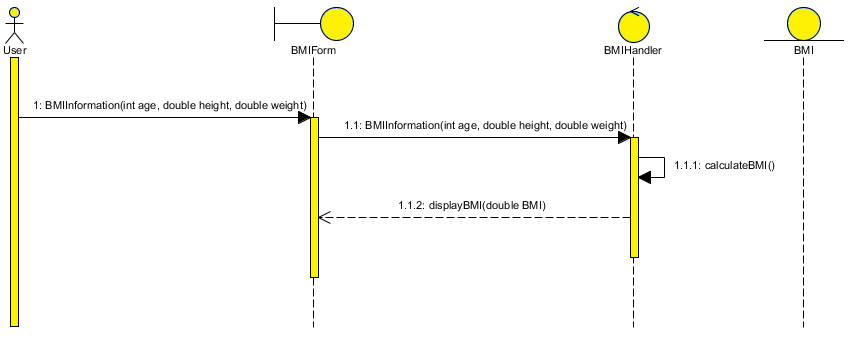 User
BMIForm
BMIHandler
BMI
1: BMIInformation(int age, double height, double weight)
1.1: BMIInformation(int age, double height, double weight)
1.1.1: calculateBMI()
1.1.2: displayBMI(double BMI)